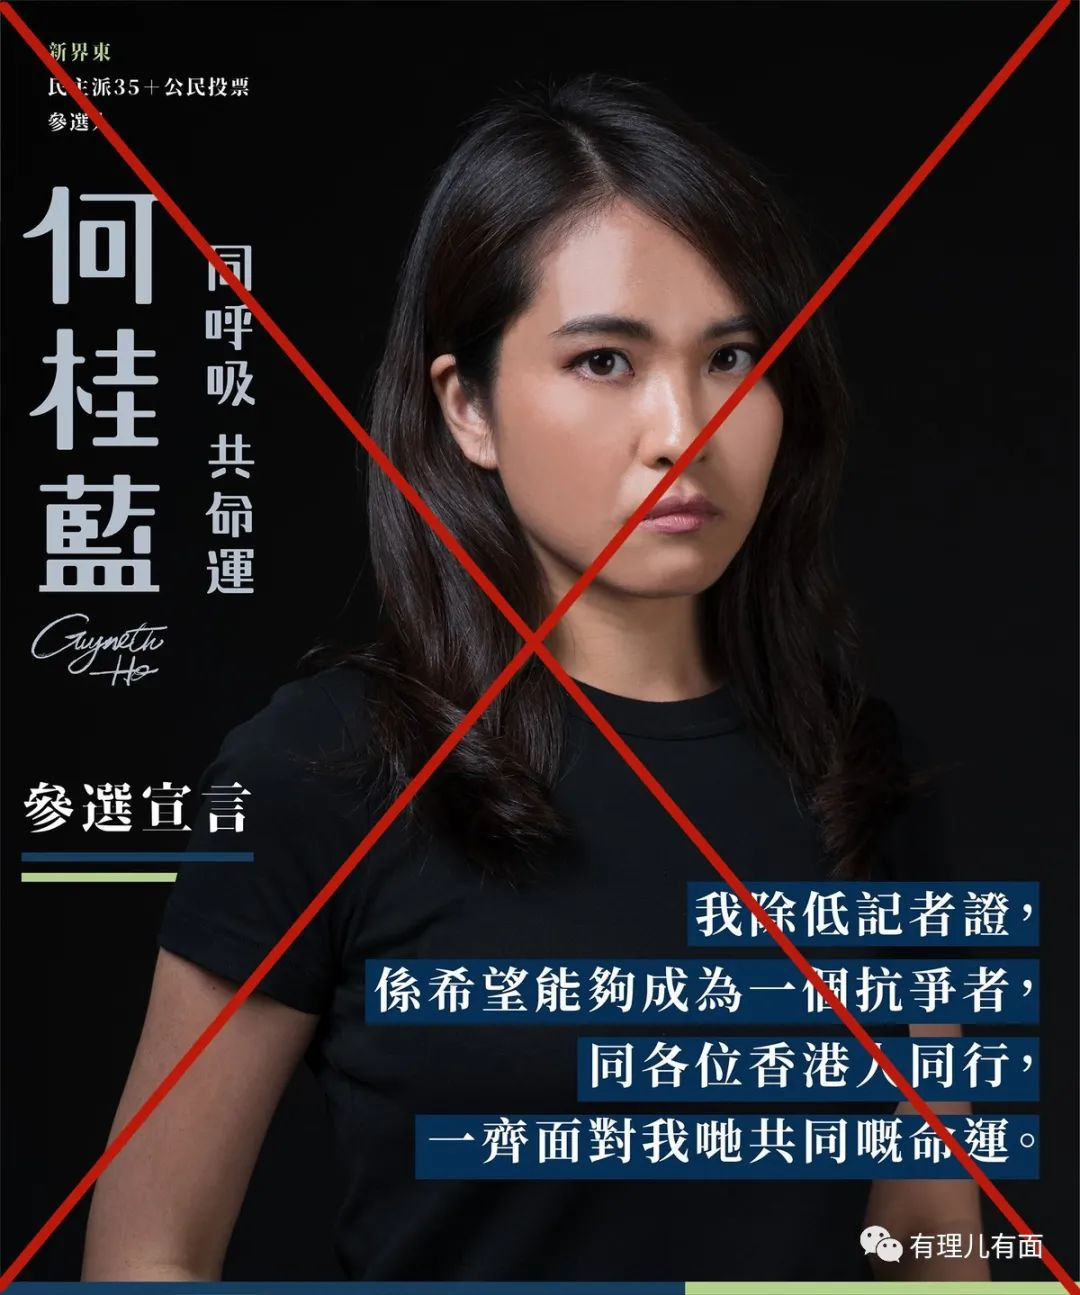 新界東
民主派35＋公民投票
參選人
何桂藍
同呼吸 共命運
Gwyneth
Ho
參選宣言
我除低記者證，
係希望能夠成為一個抗爭者，
同各位香港人同行，
一齊面對我哋共同嘅命運。
有理儿有面